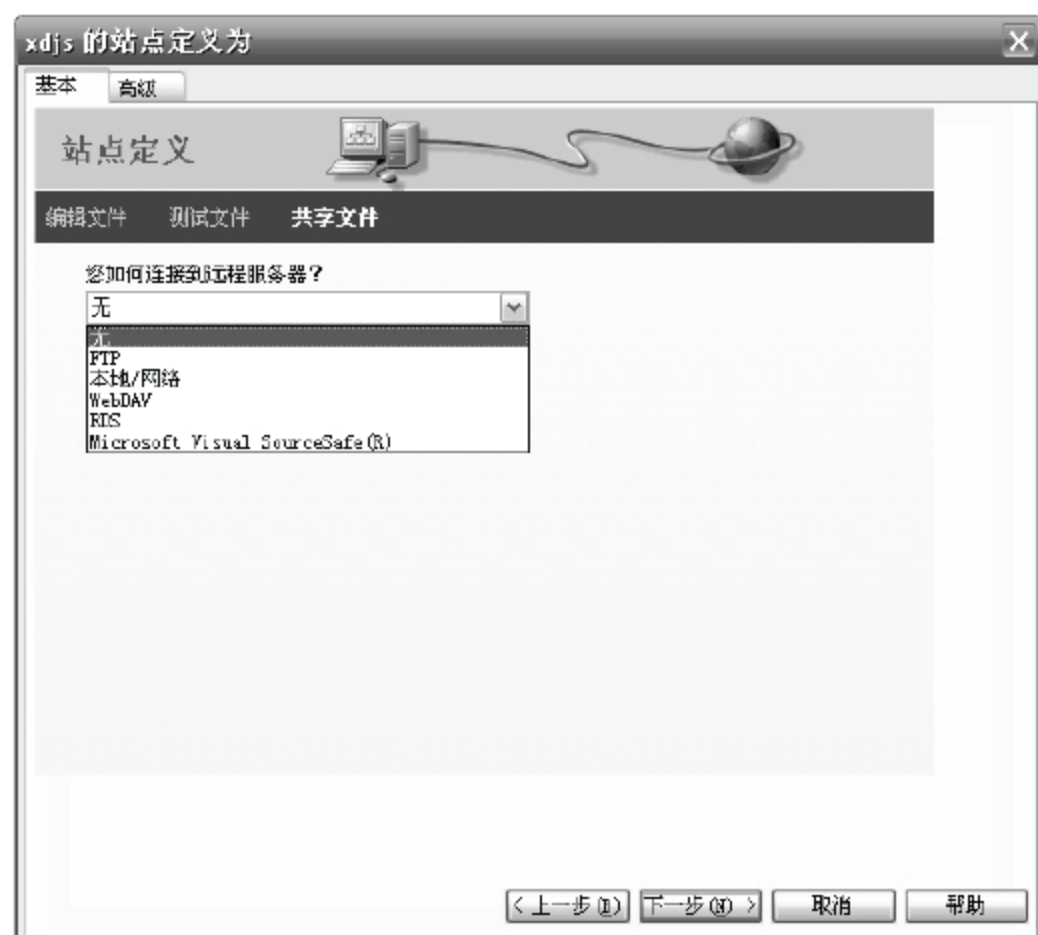 xdjs 的站点定义为
基本 高级
站点定义
编辑文件 测试文件 共享文件
您如何连接到远程服务器?
无
无
FTP
本地/网络
WebDAV
RDS
Microsoft Visual SourceSafe(R)
<上一步(B) 下一步(N) > 取消 帮助